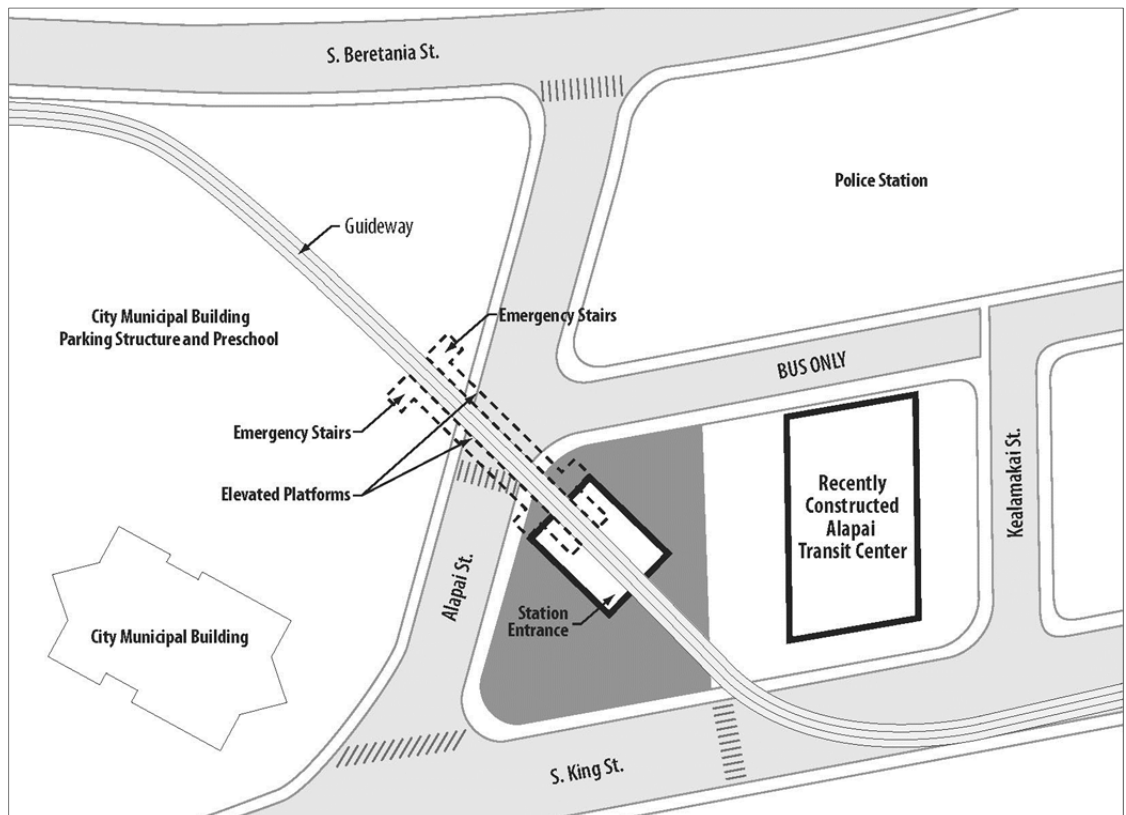 S. Beretania St.
Police Station
Guideway
City Municipal Building
Parking Structure and Preschool
Emergency Stairs
BUS ONLY
Emergency Stairs
Elevated Platforms
Recently
Constructed
Alapai
Transit Center
Kealamakai St.
Alapai St.
Station
Entrance
City Municipal Building
S. King St.